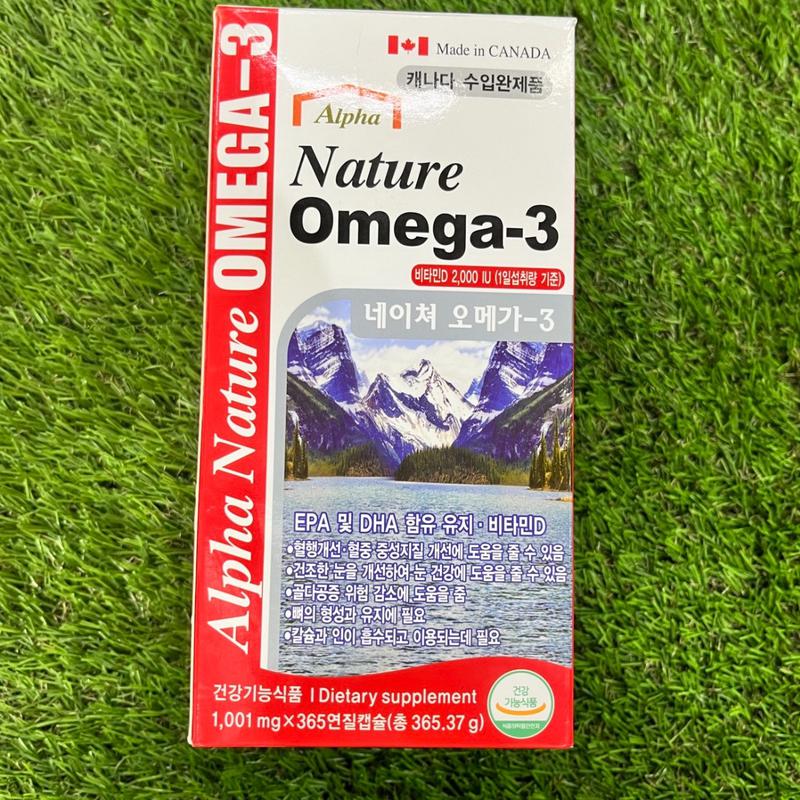 Alpha Nature OMEGA-3
Made in CANADA
캐나다 수입완제품
Alpha
Nature
Omega-3
비타민D 2,000 IU (1일섭취량 기준)
네이쳐 오메가-3
EPA 및 DHA 함유 유지 · 비타민D
•혈행개선·혈중 중성지질 개선에 도움을 줄 수 있음
•건조한 눈을 개선하여 눈 건강에 도움을 줄 수 있음
•골다공증 위험 감소에 도움을 줌
•뼈의 형성과 유지에 필요
•칼슘과 인이 흡수되고 이용되는데 필요
건강기능식품 I Dietary supplement
1,001 mg×365연질캡슐(총 365.37 g)
건강
기능식품
식품의약품안전처